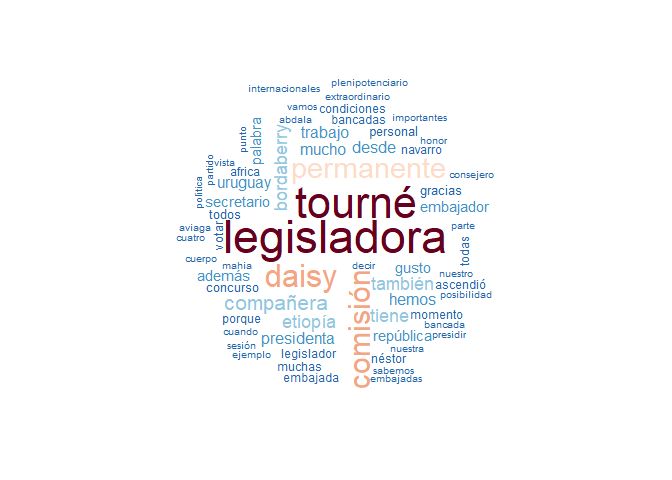 plenipotenciario
internacionales
extraordinario
vamos condiciones
abdala bancadas importantes
punto palabra bordaberry trabajo personal honor
mucho desde navarro
partido vista africa permanente consejero
política uruguay gracias
secretario tourné embajador
todos
aviaga votar legisladora parte
cuatro todas
cuerpo mahia decir nuestro
además daisy comisión gusto
concurso también ascendió
compañera hemos posibilidad
porque etiopía tiene momento
cuando bancada
presidenta república presidir
sesión nuestra
ejemplo legislador néstor
muchas sabemos
embajada embajadas